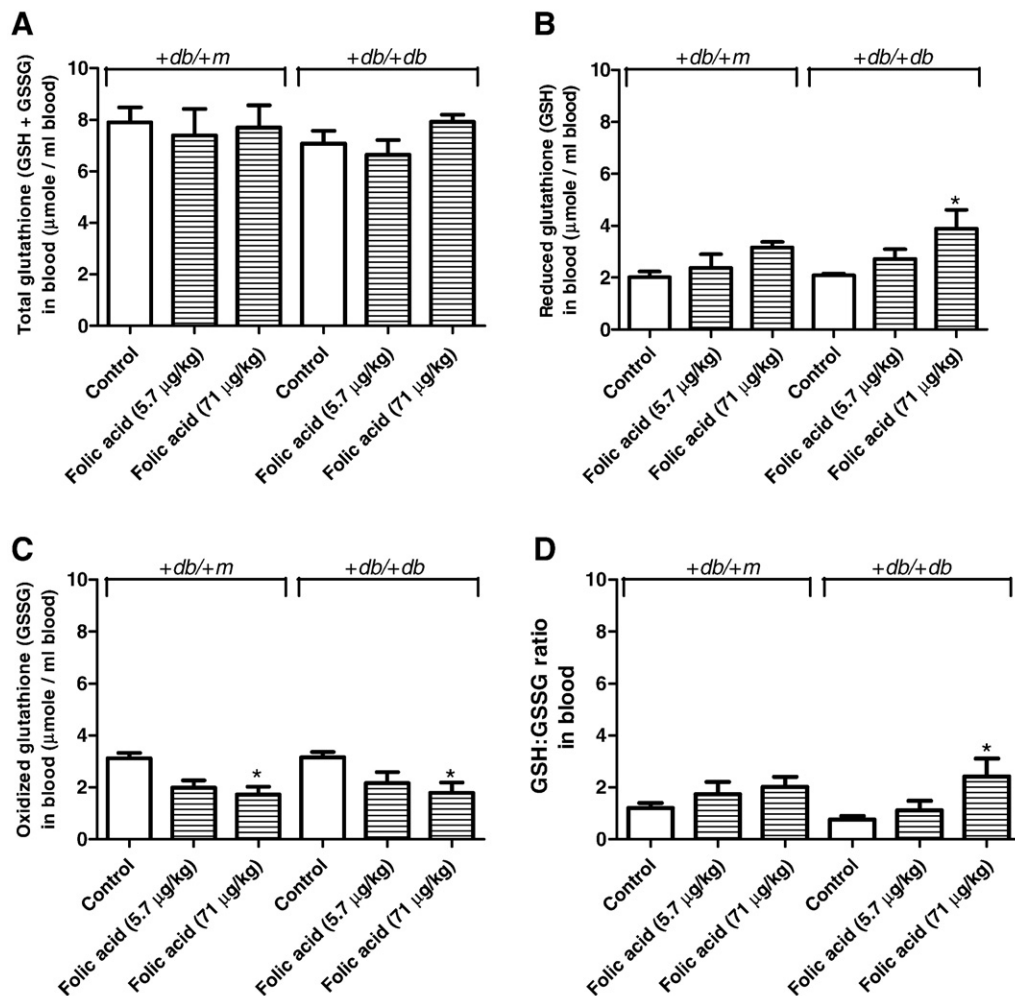 A
+db/+m
+db/+db
Total glutathione (GSH + GSSG)
in blood (μmole / ml blood)
10
8
6
4
2
0
Control
Folic acid (5.7 μg/kg)
Folic acid (71 μg/kg)
Control
Folic acid (5.7 μg/kg)
Folic acid (71 μg/kg)
B
+db/+m
+db/+db
Reduced glutathione (GSH)
in blood (μmole / ml blood)
10
8
6
4
2
0
*
Control
Folic acid (5.7 μg/kg)
Folic acid (71 μg/kg)
Control
Folic acid (5.7 μg/kg)
Folic acid (71 μg/kg)
C
+db/+m
+db/+db
Oxidized glutathione (GSSG)
in blood (μmole / ml blood)
10
8
6
4
2
0
*
*
Control
Folic acid (5.7 μg/kg)
Folic acid (71 μg/kg)
Control
Folic acid (5.7 μg/kg)
Folic acid (71 μg/kg)
D
+db/+m
+db/+db
GSH:GSSG ratio
in blood
10
8
6
4
2
0
*
Control
Folic acid (5.7 μg/kg)
Folic acid (71 μg/kg)
Control
Folic acid (5.7 μg/kg)
Folic acid (71 μg/kg)